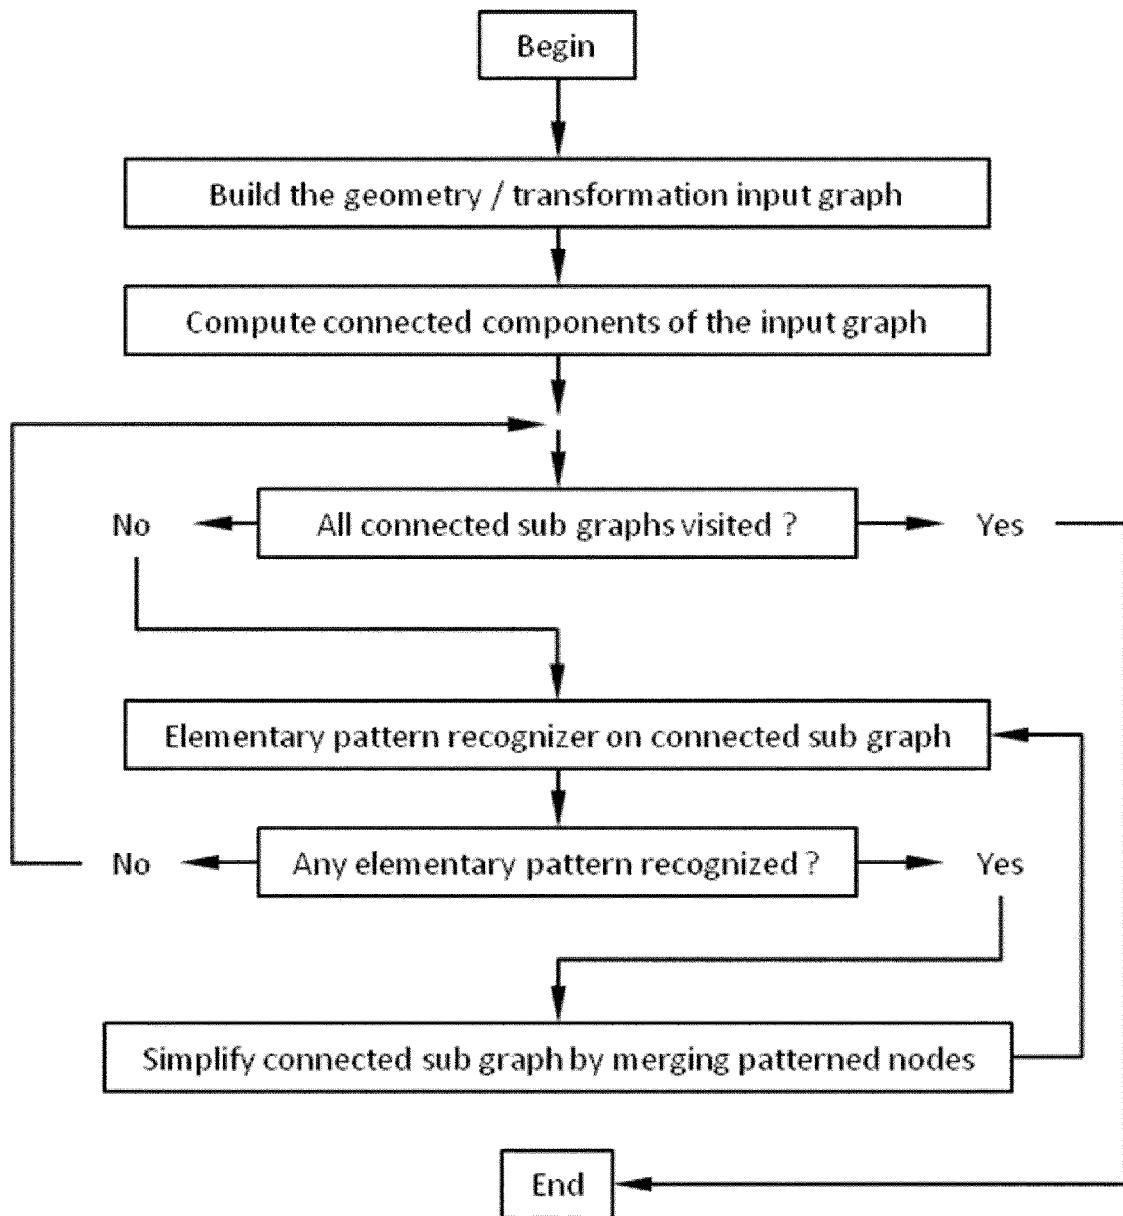 Begin
Build the geometry / transformation input graph
Compute connected components of the input graph
No
All connected sub graphs visited ?
Yes
Elementary pattern recognizer on connected sub graph
No
Any elementary pattern recognized ?
Yes
Simplify connected sub graph by merging patterned nodes
End